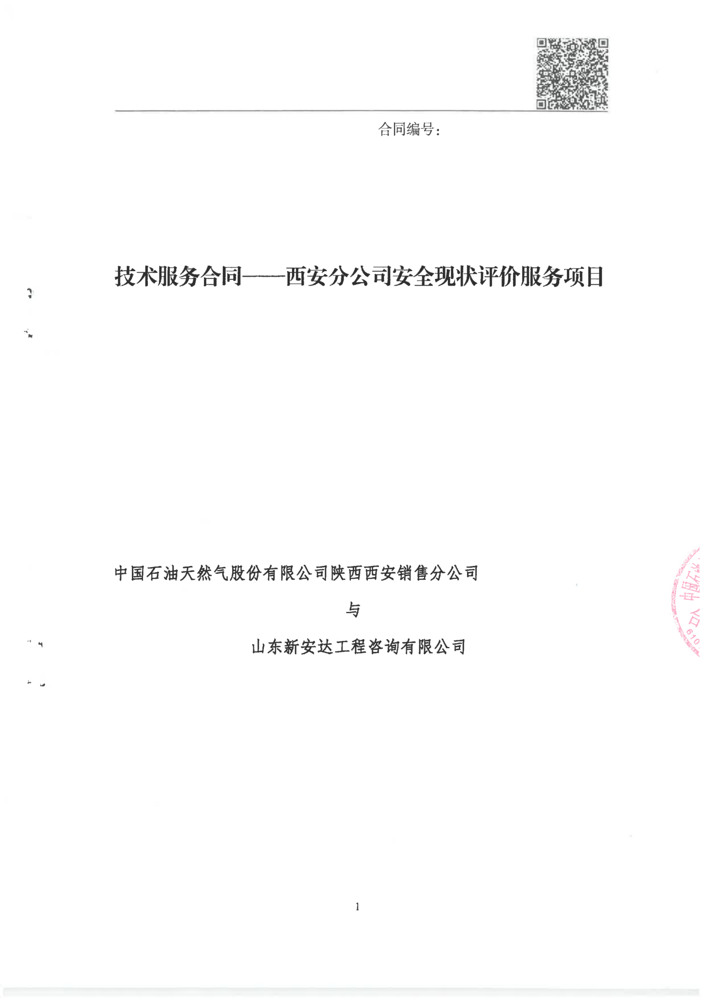 合同编号：
技术服务合同——西安分公司安全现状评价服务项目
中国石油天然气股份有限公司陕西西安销售分公司
与
山东新安达工程咨询有限公司
中国
610
1